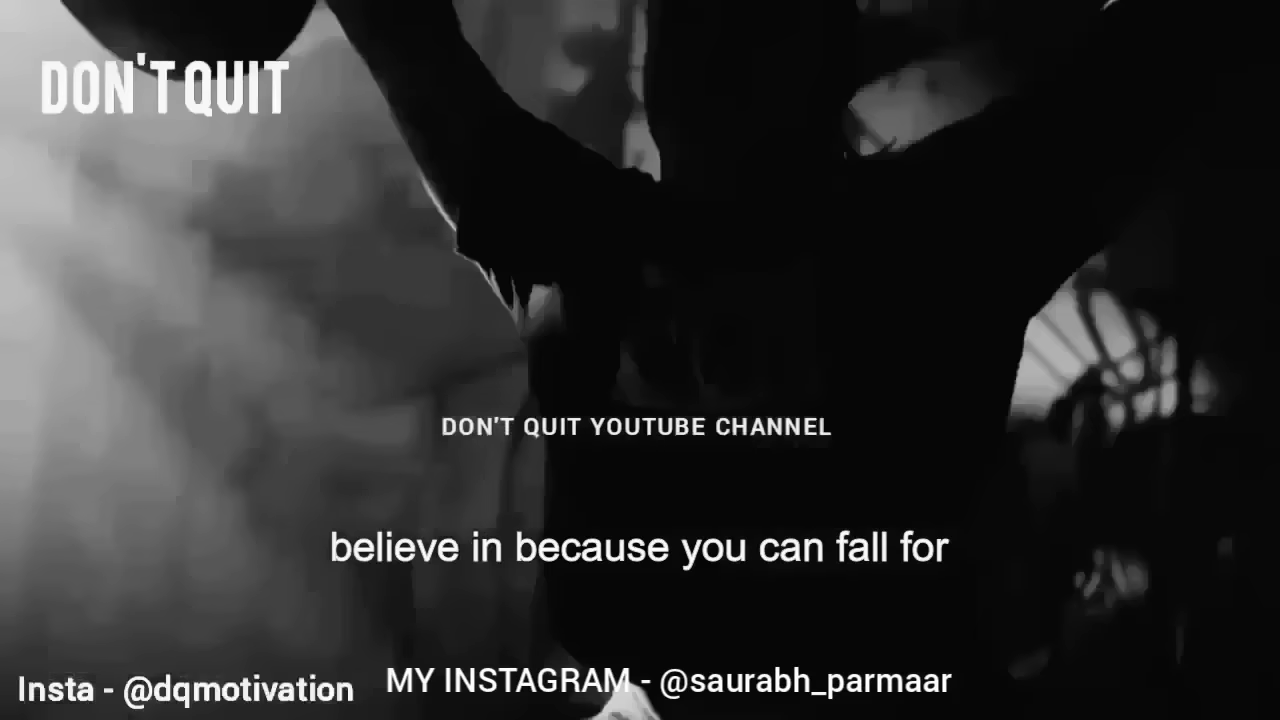 DON'T QUIT
DON'T QUIT YOUTUBE CHANNEL
believe in because you can fall for
Insta - @dqmotivation
MY INSTAGRAM - @saurabh_parmaar